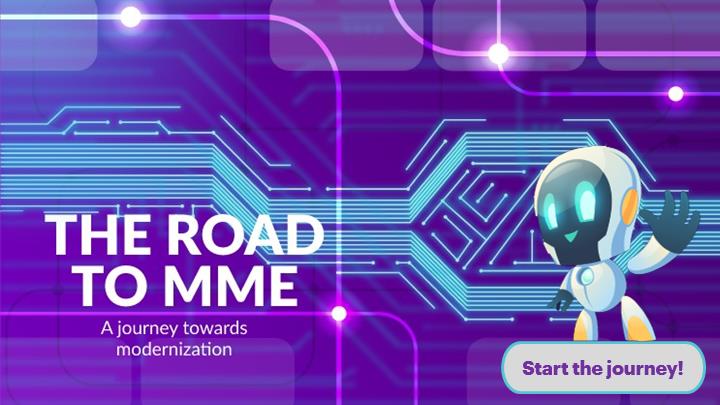 THE ROAD
TO MME
A journey towards
modernization
Start the journey!